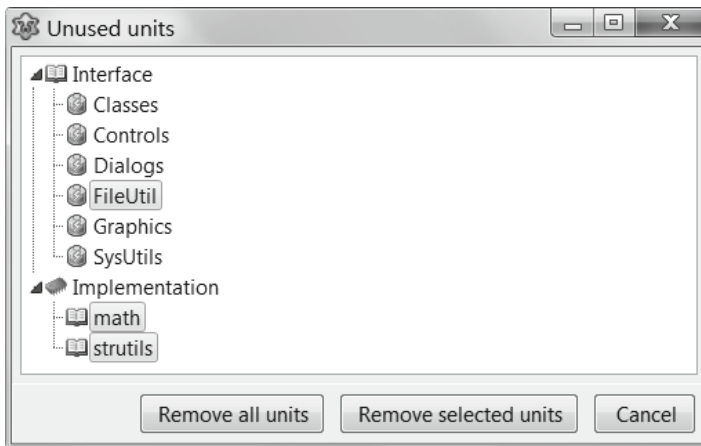 Unused units
Interface
Classes
Controls
Dialogs
FileUtil
Graphics
SysUtils
Implementation
math
strutils
Remove all units Remove selected units Cancel